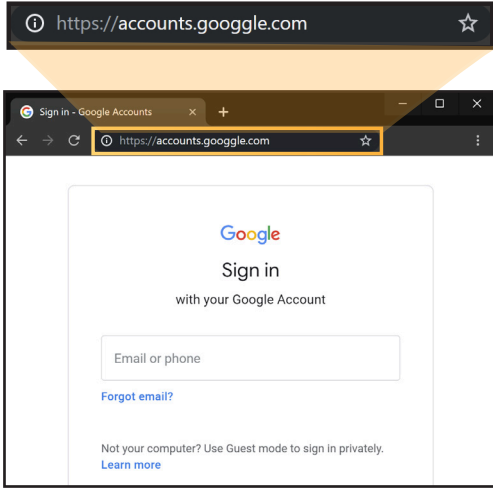 https://accounts.googgle.com
Sign in - Google Accounts
https://accounts.googgle.com
Google
Sign in
with your Google Account
Email or phone
Forgot email?
Not your computer? Use Guest mode to sign in privately.
Learn more